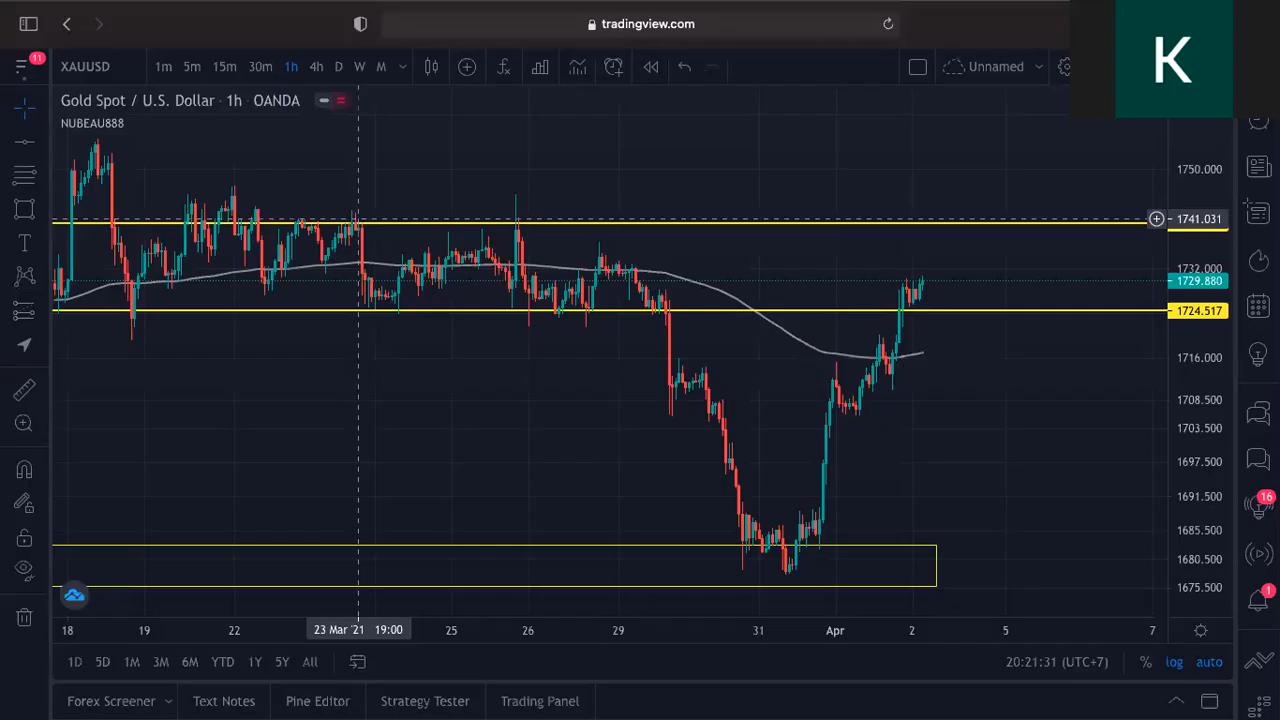 tradingview.com
K
11
XAUUSD 1m 5m 15m 30m 1h 4h D W M Unnamed
Gold Spot / U.S. Dollar · 1h · OANDA
NUBEAU888
1750.000
1741.031
1732.000
1729.880
1724.517
1716.000
1708.500
1703.500
1697.500
1691.500
16
1685.500
1680.500
1675.500
1
18 19 22 23 Mar '21 19:00 25 26 29 31 Apr 2 5 7
1D 5D 1M 3M 6M YTD 1Y 5Y All 20:21:31 (UTC+7) % log auto
Forex Screener Text Notes Pine Editor Strategy Tester Trading Panel